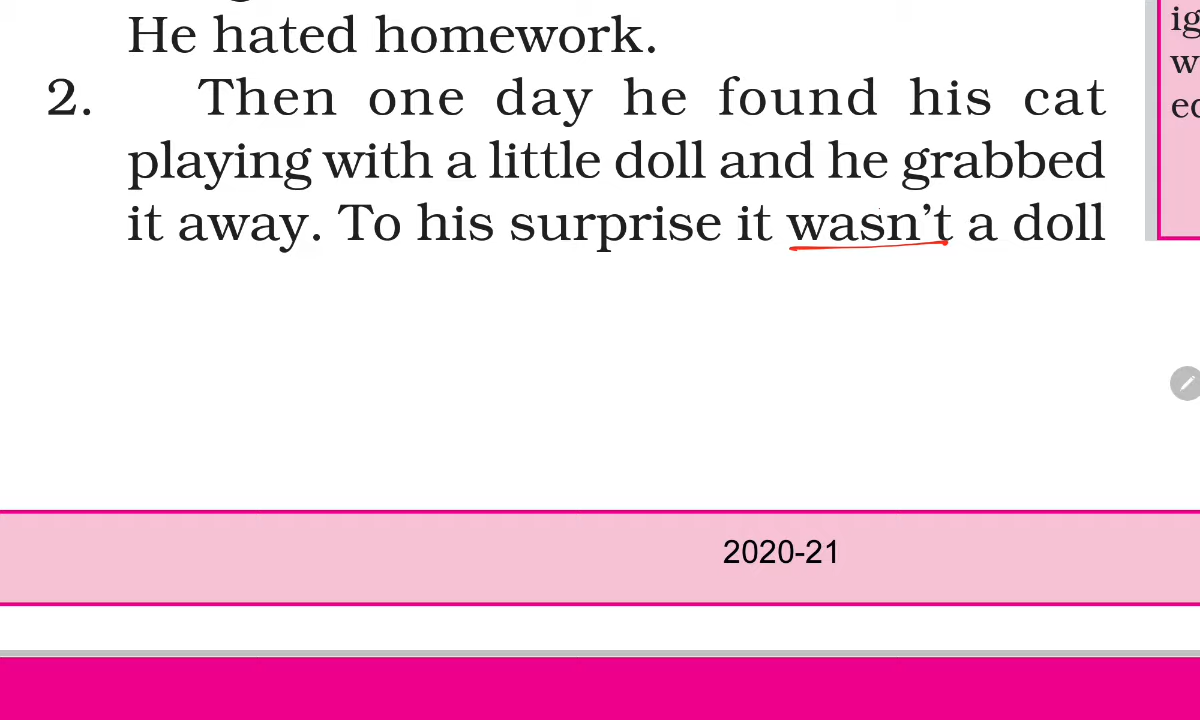 He hated homework.
2. Then one day he found his cat
playing with a little doll and he grabbed
it away. To his surprise it wasn’t a doll
2020-21